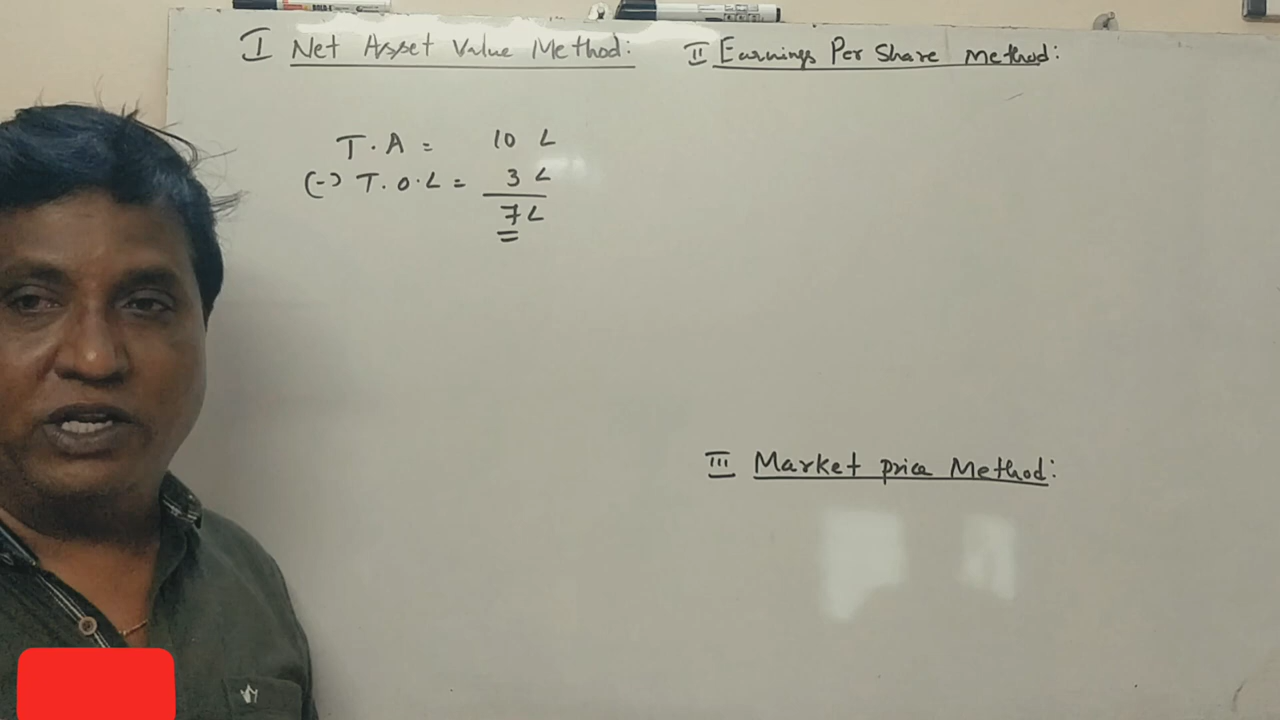 I Net Asset Value Method:
T.A = 10 L
(-) T.O.L = 3 L
7 L
II Earnings Per Share Method:
III Market price Method: